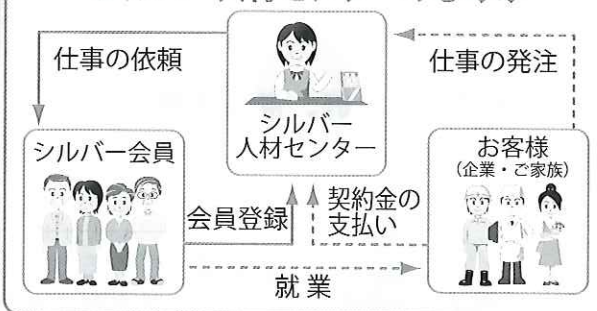 仕事の依頼
仕事の発注
シルバー
人材センター
シルバー会員
お客様
(企業・ご家族)
会員登録
契約金の
支払い
就業